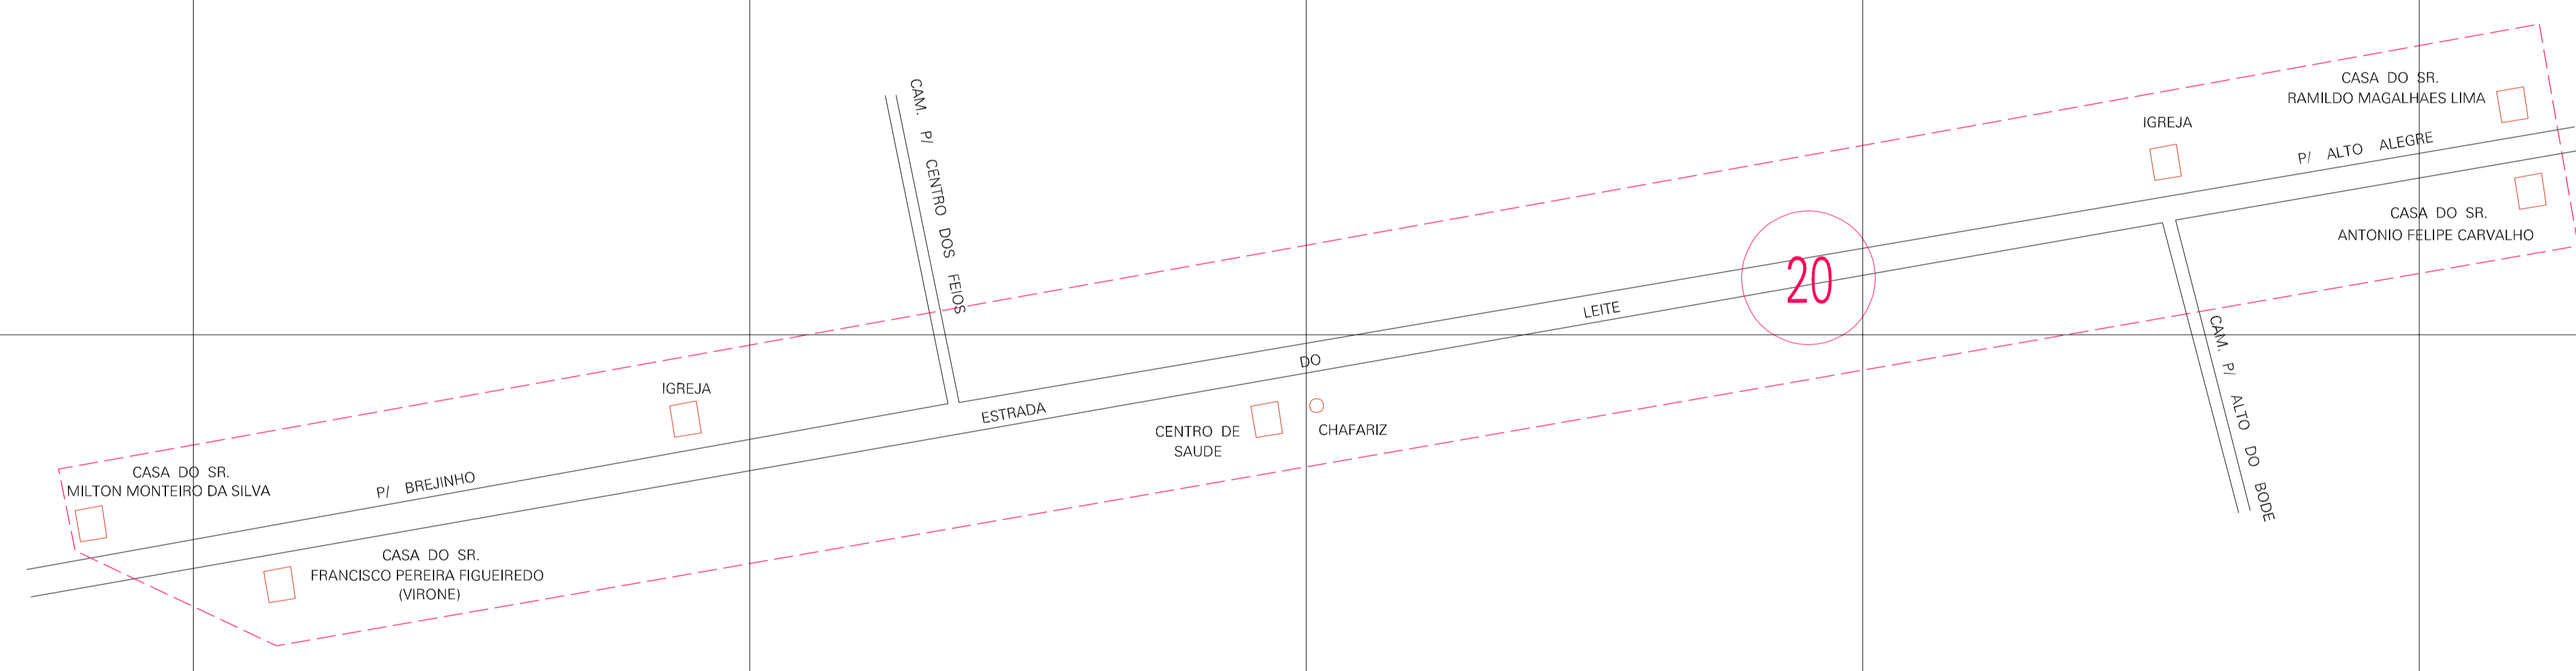 CAM. P/ CENTRO DOS FEIOS
CASA DO SR.
RAMILDO MAGALHAES LIMA
IGREJA
P/ ALTO ALEGRE
CASA DO SR.
ANTONIO FELIPE CARVALHO
20
CAM. P/ ALTO DO BODE
IGREJA
ESTRADA DO LEITE
CENTRO DE
SAUDE
CHAFARIZ
CASA DO SR.
MILTON MONTEIRO DA SILVA
P/ BREJINHO
CASA DO SR.
FRANCISCO PEREIRA FIGUEIREDO
(VIRONE)